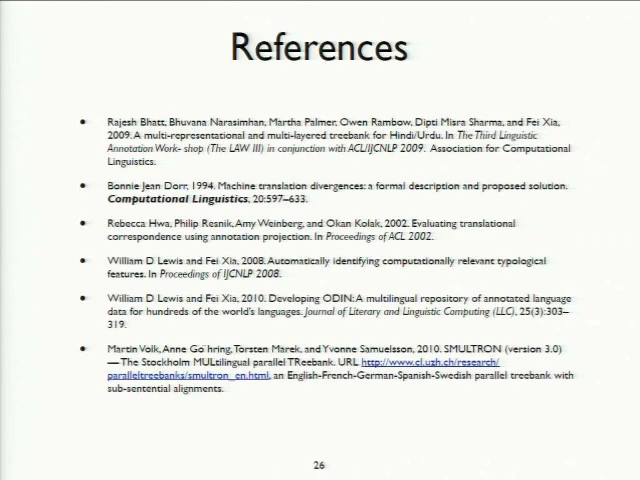 References
• Rajesh Bhatt, Bhuvana Narasimhan, Martha Palmer, Owen Rambow, Dipti Misra Sharma, and Fei Xia,
2009. A multi-representational and multi-layered treebank for Hindi/Urdu. In The Third Linguistic
Annotation Work- shop (The LAW III) in conjunction with ACL/IJCNLP 2009. Association for Computational
Linguistics.
• Bonnie Jean Dorr, 1994. Machine translation divergences: a formal description and proposed solution.
Computational Linguistics, 20:597–633.
• Rebecca Hwa, Philip Resnik, Amy Weinberg, and Okan Kolak, 2002. Evaluating translational
correspondence using annotation projection. In Proceedings of ACL 2002.
• William D Lewis and Fei Xia, 2008. Automatically identifying computationally relevant typological
features. In Proceedings of IJCNLP 2008.
• William D Lewis and Fei Xia, 2010. Developing ODIN: A multilingual repository of annotated language
data for hundreds of the world's languages. Journal of Literary and Linguistic Computing (LLC), 25(3):303–
319.
• Martin Volk, Anne Go ̈hring, Torsten Marek, and Yvonne Samuelsson, 2010. SMULTRON (version 3.0)
— The Stockholm MULtilingual parallel TReebank. URL http://www.cl.uzh.ch/research/
paralleltreebanks/smultron_en.html, an English-French-German-Spanish-Swedish parallel treebank with
sub-sentential alignments.
26